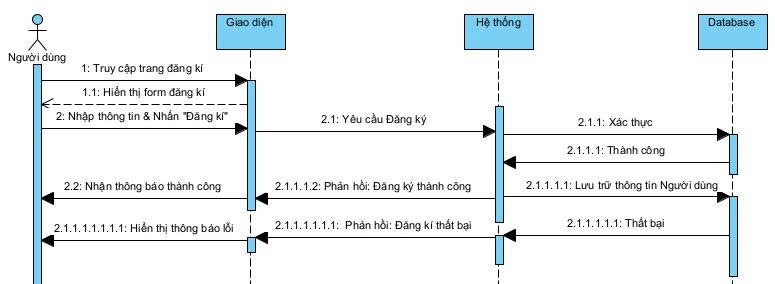 Giao diện
Hệ thống
Database
Người dùng
1: Truy cập trang đăng kí
1.1: Hiển thị form đăng kí
2: Nhập thông tin & Nhấn "Đăng kí"
2.1: Yêu cầu Đăng ký
2.1.1: Xác thực
2.1.1.1: Thành công
2.2: Nhận thông báo thành công
2.1.1.1.2: Phản hồi: Đăng ký thành công
2.1.1.1.1: Lưu trữ thông tin Người dùng
2.1.1.1.1.1.1.1: Hiển thị thông báo lỗi
2.1.1.1.1.1.1: Phản hồi: Đăng kí thất bại
2.1.1.1.1.1: Thất bại